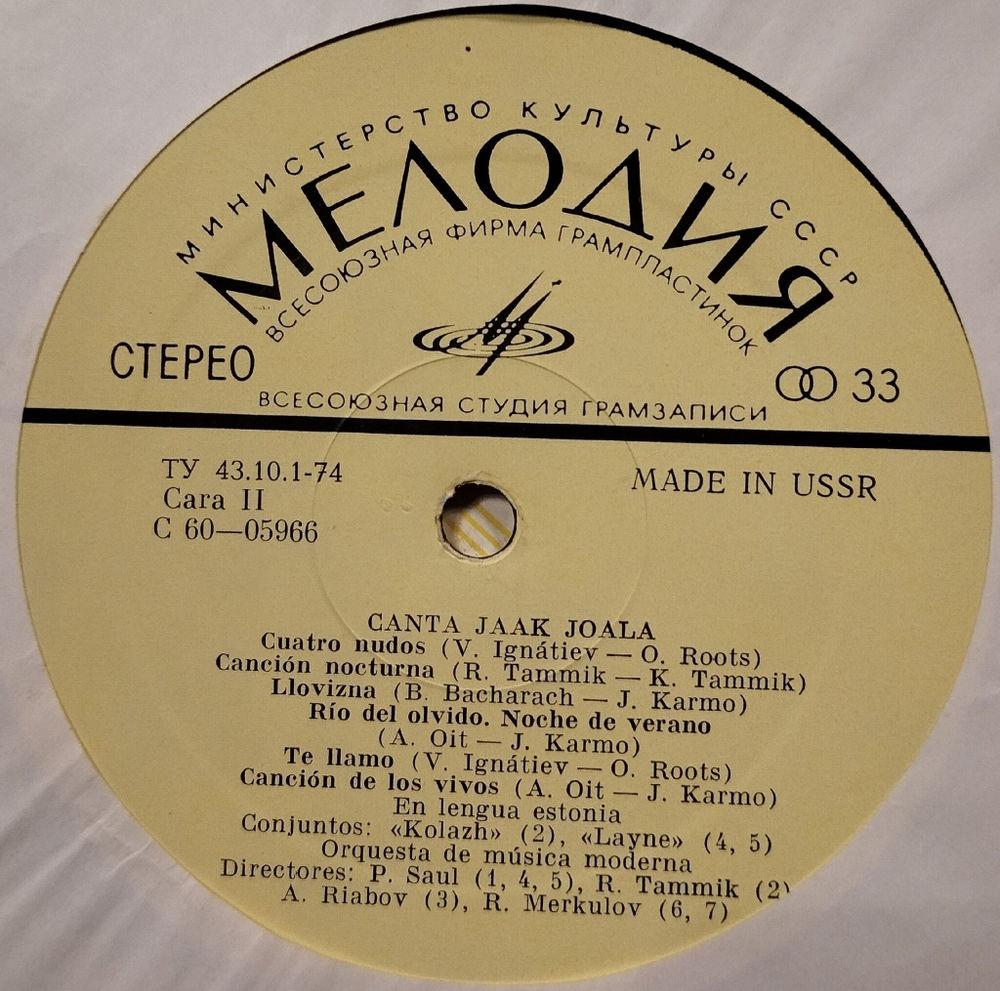 МИНИСТЕРСТВО КУЛЬТУРЫ СССР
МЕЛОДИЯ
ВСЕСОЮЗНАЯ ФИРМА ГРАМПЛАСТИНОК
СТЕРЕО
33
ВСЕСОЮЗНАЯ СТУДИЯ ГРАМЗАПИСИ
ТУ 43.10.1-74
MADE IN USSR
Cara II
С 60—05966
CANTA JAAK JOALA
Cuatro nudos (V. Ignátiev — O. Roots)
Canción nocturna (R. Tammik — K. Tammik)
Llovizna (B. Bacharach — J. Karmo)
Río del olvido. Noche de verano
(A. Oit — J. Karmo)
Te llamo (V. Ignátiev — O. Roots)
Canción de los vivos (A. Oit — J. Karmo)
En lengua estonia
Conjuntos: «Kolazh» (2), «Layne» (4, 5)
Orquesta de música moderna
Directores: P. Saul (1, 4, 5), R. Tammik (2)
A. Riabov (3), R. Merkulov (6, 7)